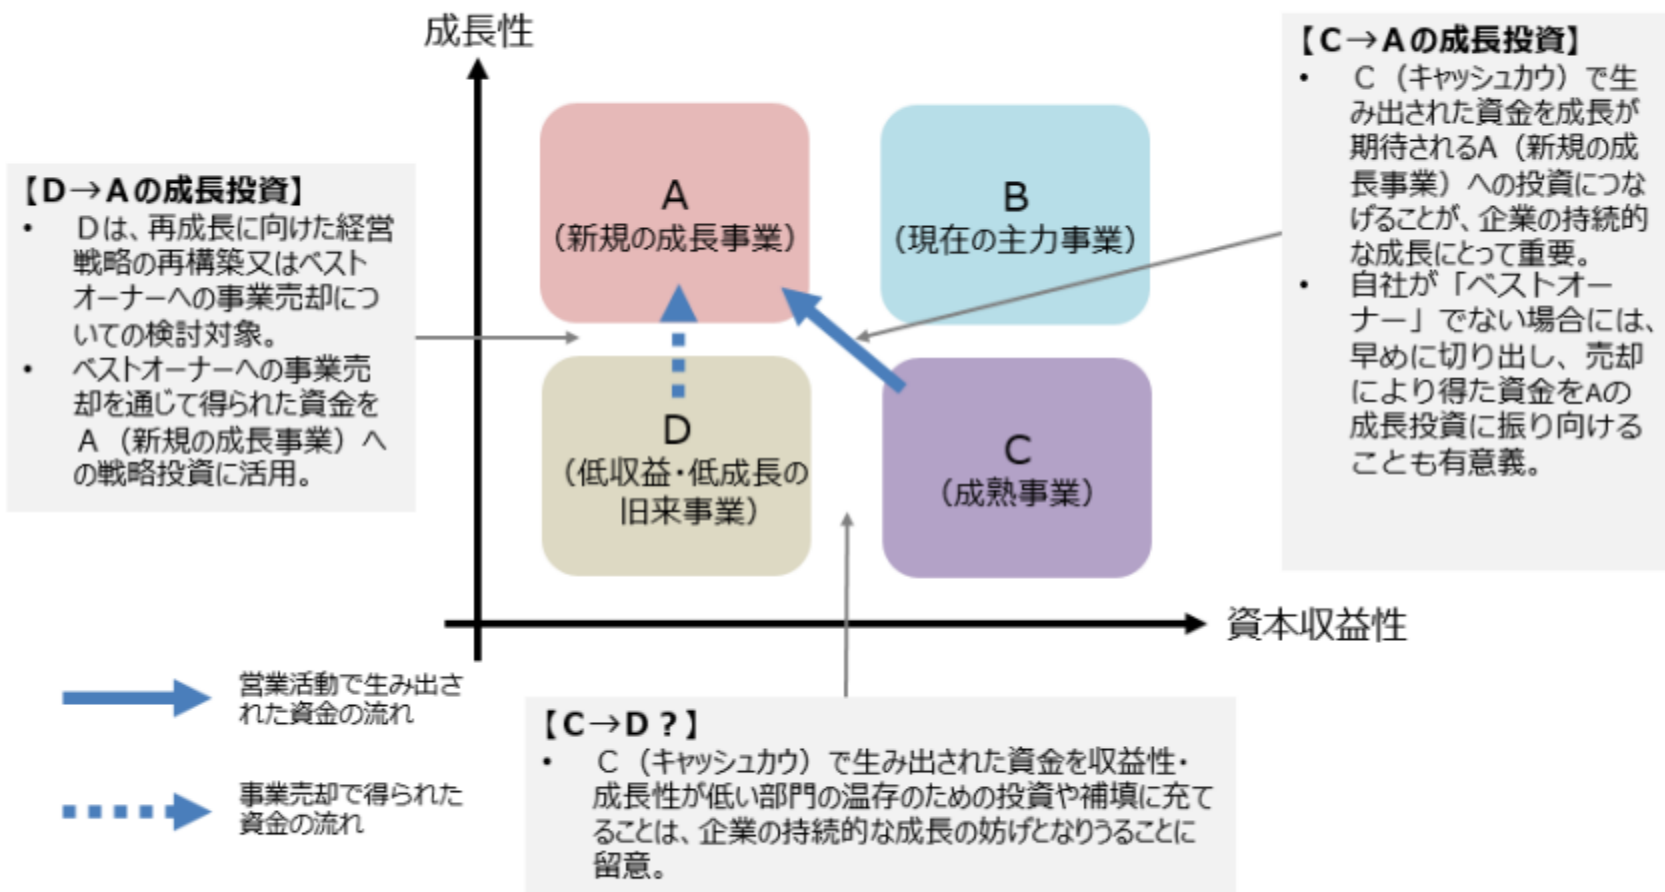 成長性
【D→Aの成長投資】
• Dは、再成長に向けた経営
戦略の再構築又はベスト
オーナーへの事業売却につ
いての検討対象。
• ベストオーナーへの事業売
却を通じて得られた資金を
A（新規の成長事業）へ
の戦略投資に活用。
A
（新規の成長事業）
B
（現在の主力事業）
D
（低収益・低成長の
旧来事業）
C
（成熟事業）
【C→Aの成長投資】
• C（キャッシュカウ）で生
み出された資金を成長が
期待されるA（新規の成
長事業）への投資につな
げることが、企業の持続的
な成長にとって重要。
• 自社が「ベストオー
ナー」でない場合には、
早めに切り出し、売却
により得た資金をAの
成長投資に振り向ける
ことも有意義。
資本収益性
営業活動で生み出さ
れた資金の流れ
事業売却で得られた
資金の流れ
【C→D？】
• C（キャッシュカウ）で生み出された資金を収益性・
成長性が低い部門の温存のための投資や補填に充て
ることは、企業の持続的な成長の妨げとなりうることに
留意。